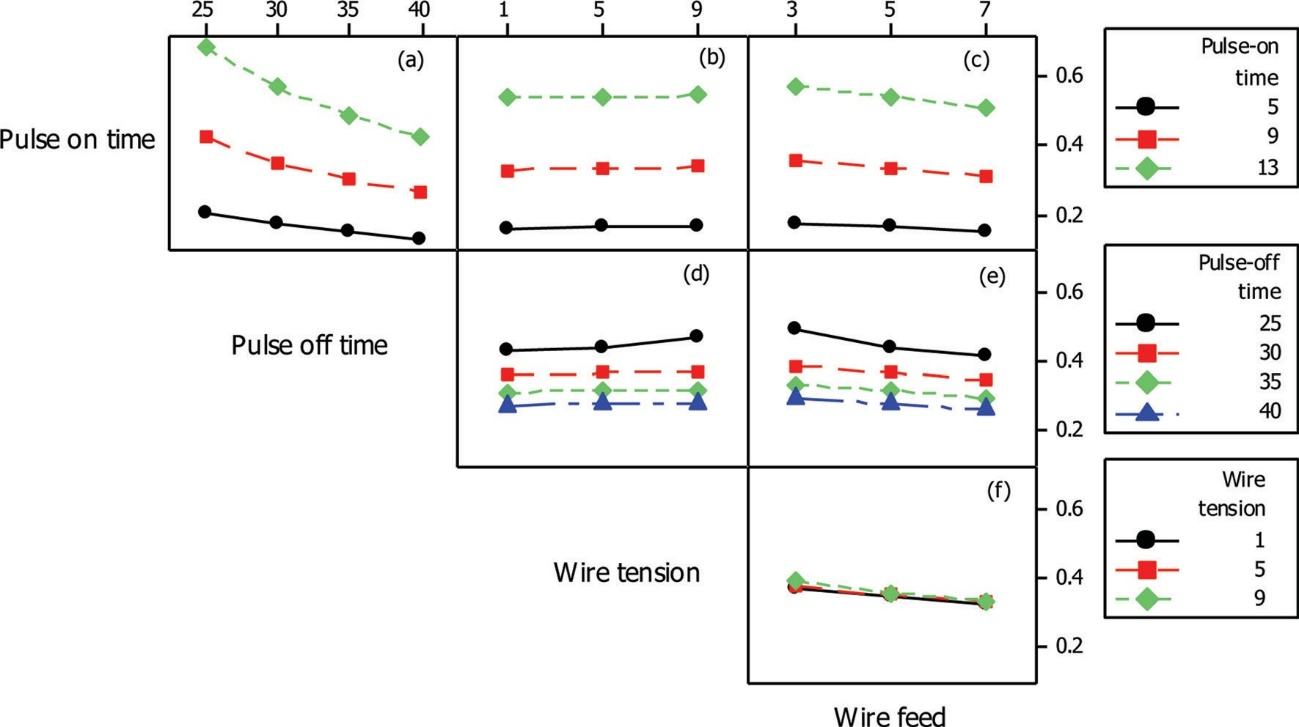 25 30 35 40 1 5 9 3 5 7
(a) (b) (c)
Pulse on time
0.6
0.4
0.2
Pulse-on
time
5
9
13
(d) (e)
Pulse off time
0.6
0.4
0.2
Pulse-off
time
25
30
35
40
(f)
Wire tension
0.6
0.4
0.2
Wire
tension
1
5
9
Wire feed